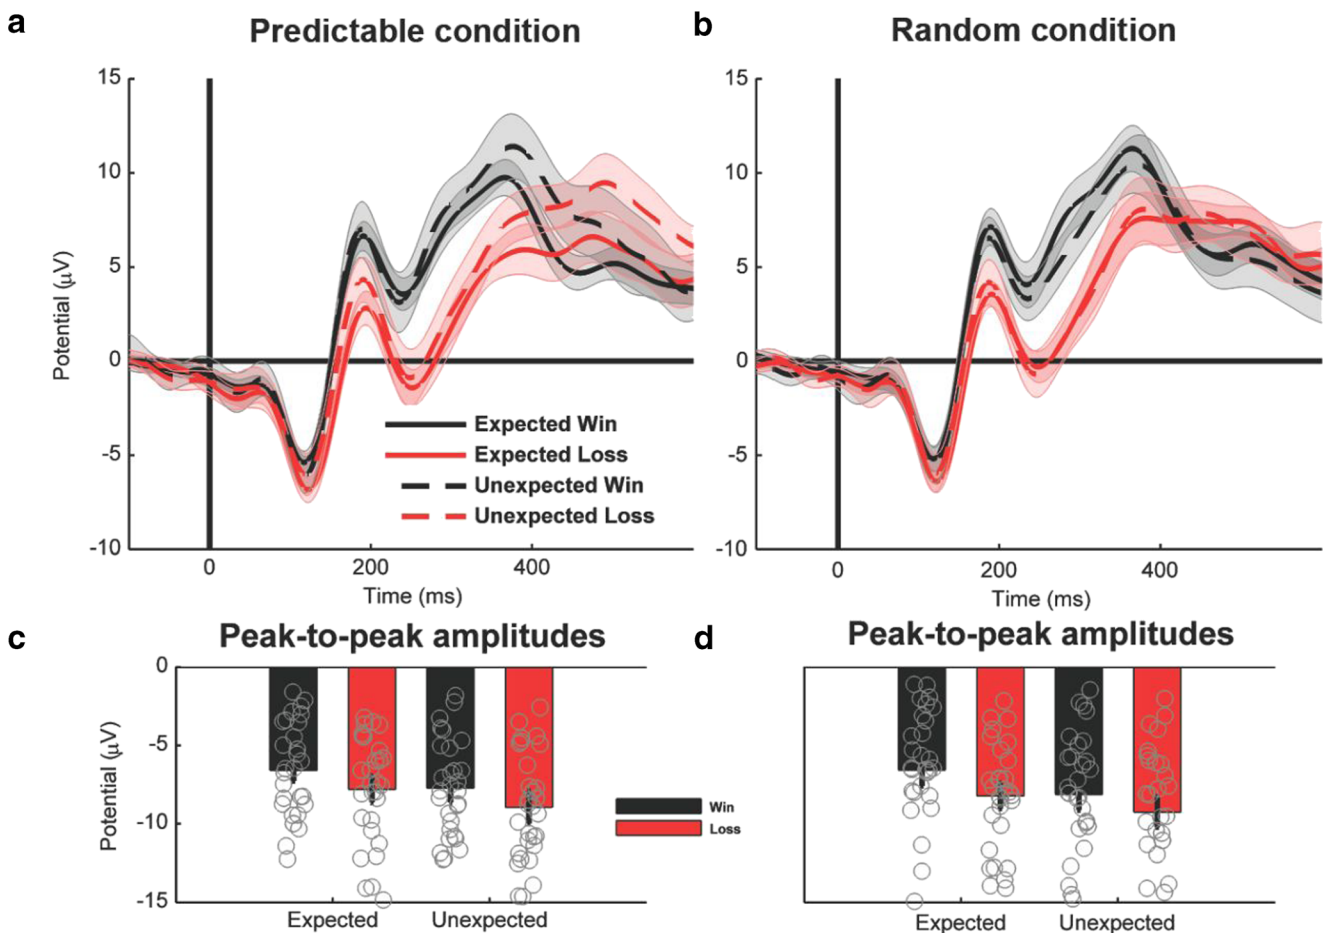 a
Predictable condition
b
Random condition
15
10
5
0
-5
-10
Potential (μV)
0
200
400
Time (ms)
Expected Win
Expected Loss
Unexpected Win
Unexpected Loss
15
10
5
0
-5
-10
0
200
400
Time (ms)
c
Peak-to-peak amplitudes
d
Peak-to-peak amplitudes
0
-5
-10
-15
Potential (μV)
Expected
Unexpected
Win
Loss
Expected
Unexpected